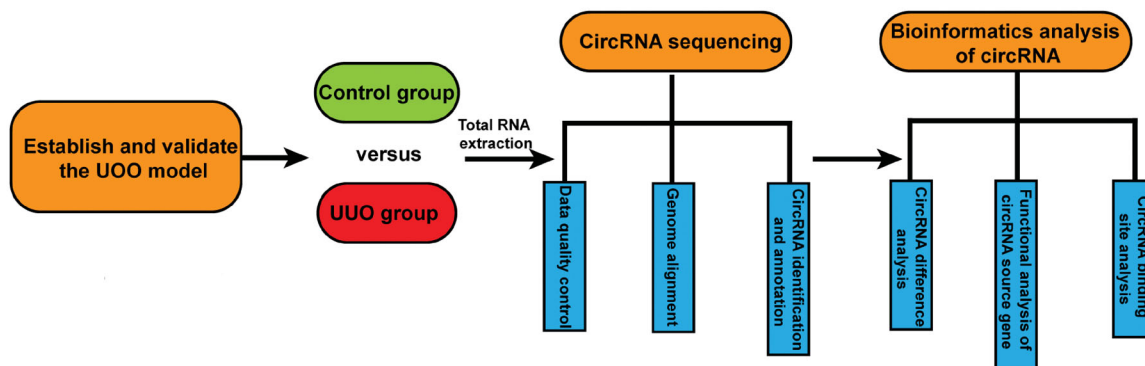 Establish and validate
the UOO model
Control group
versus
UUO group
Total RNA
extraction
CircRNA sequencing
Data quality control
Genome alignment
CircRNA identification
and annotation
Bioinformatics analysis
of circRNA
CircRNA difference
analysis
Functional analysis of
circRNA source gene
CircRNA binding
site analysis